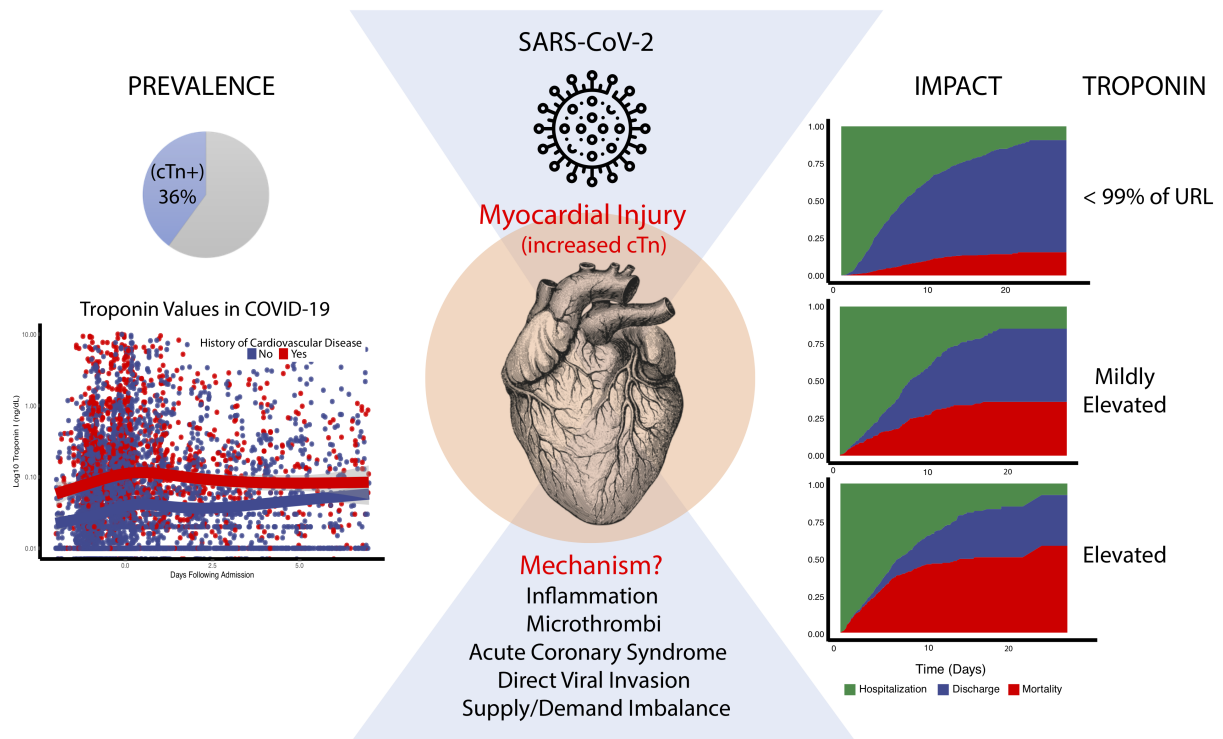 SARS-CoV-2
PREVALENCE
(cTn+)
36%
Troponin Values in COVID-19
History of Cardiovascular Disease
No Yes
Log10 Troponin I (ng/dL)
10.00
1.00
0.10
0.01
0.0 2.5 5.0
Days Following Admission
Myocardial Injury
(increased cTn)
Mechanism?
Inflammation
Microthrombi
Acute Coronary Syndrome
Direct Viral Invasion
Supply/Demand Imbalance
IMPACT
TROPONIN
1.00
0.75
0.50
0.25
0.00
0 10 20
< 99% of URL
1.00
0.75
0.50
0.25
0.00
0 10 20
Mildly
Elevated
1.00
0.75
0.50
0.25
0.00
0 10 20
Elevated
Time (Days)
Hospitalization Discharge Mortality